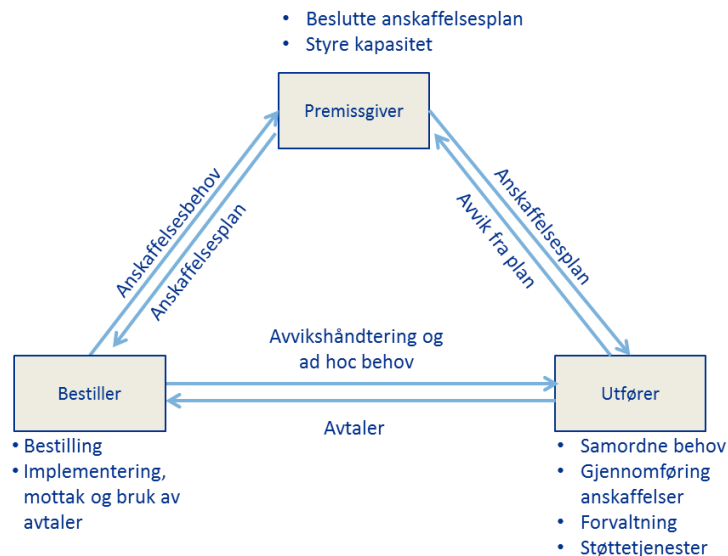 • Beslutte anskaffelsesplan
• Styre kapasitet
Premissgiver
Anskaffelsesbehov
Anskaffelsesplan
Anskaffelsesplan
Avvik fra plan
Avvikshåndtering og
ad hoc behov
Bestiller
Utfører
Avtaler
• Bestilling
• Implementering,
mottak og bruk av
avtaler
• Samordne behov
• Gjennomføring
anskaffelser
• Forvaltning
• Støttetjenester